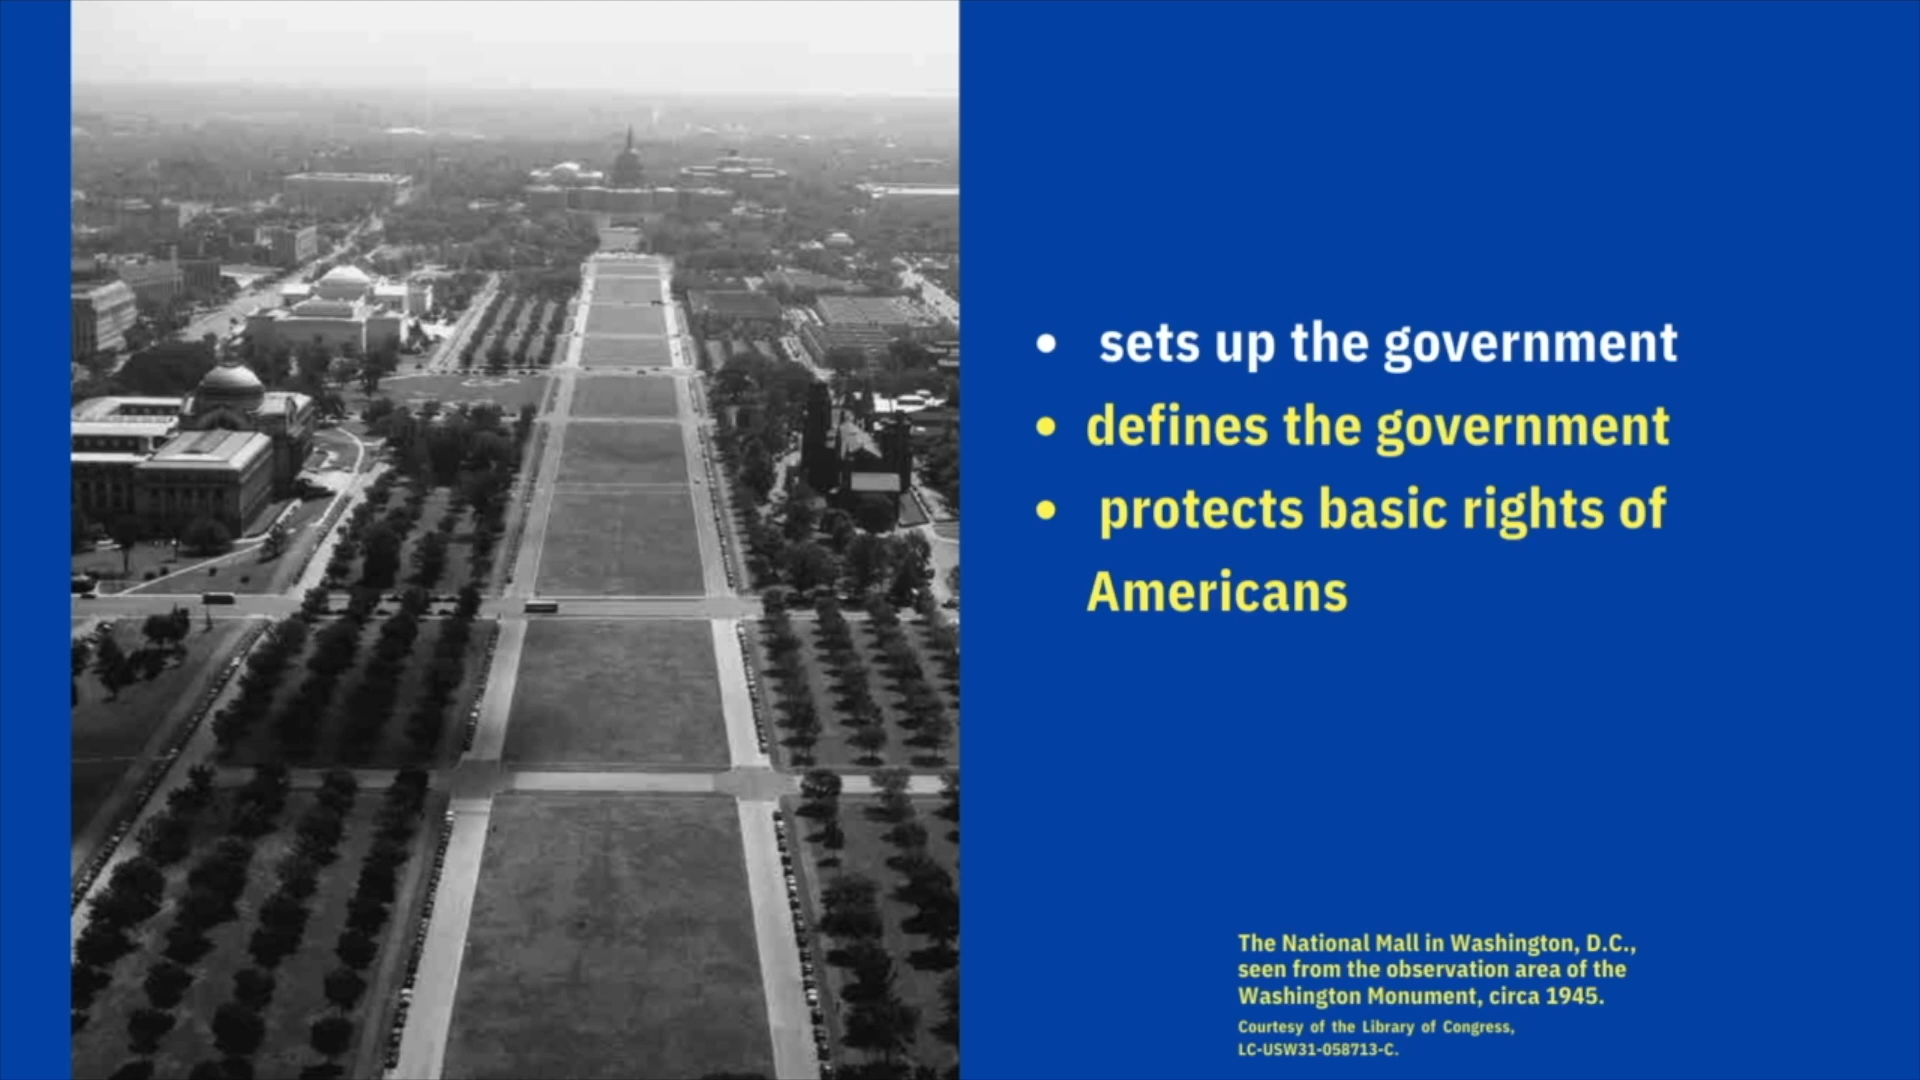 • sets up the government
• defines the government
• protects basic rights of
Americans
The National Mall in Washington, D.C.,
seen from the observation area of the
Washington Monument, circa 1945.
Courtesy of the Library of Congress,
LC-USW31-058713-C.